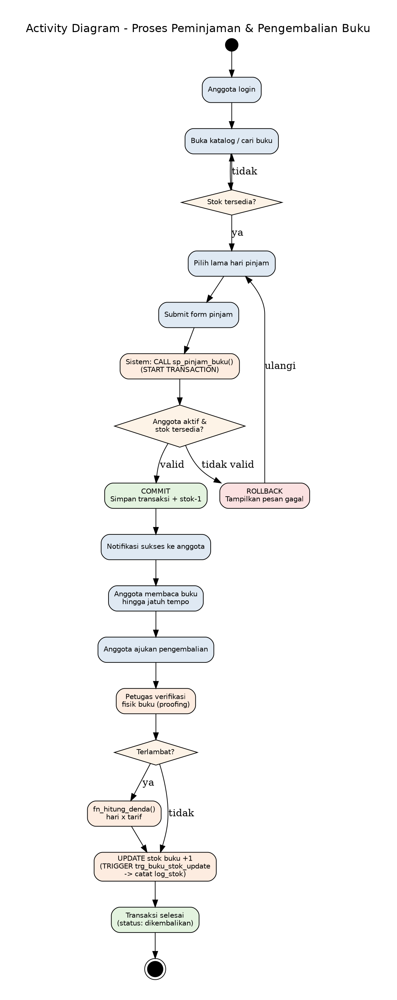 Activity Diagram - Proses Peminjaman & Pengembalian Buku
Anggota login
Buka katalog / cari buku
tidak
Stok tersedia?
ya
Pilih lama hari pinjam
Submit form pinjam
Sistem: CALL sp_pinjam_buku()
(START TRANSACTION)
ulangi
Anggota aktif &
stok tersedia?
valid
tidak valid
COMMIT
Simpan transaksi + stok-1
ROLLBACK
Tampilkan pesan gagal
Notifikasi sukses ke anggota
Anggota membaca buku
hingga jatuh tempo
Anggota ajukan pengembalian
Petugas verifikasi
fisik buku (proofing)
Terlambat?
ya
fn_hitung_denda()
hari x tarif
tidak
UPDATE stok buku +1
(TRIGGER trg_buku_stok_update
-> catat log_stok)
Transaksi selesai
(status: dikembalikan)